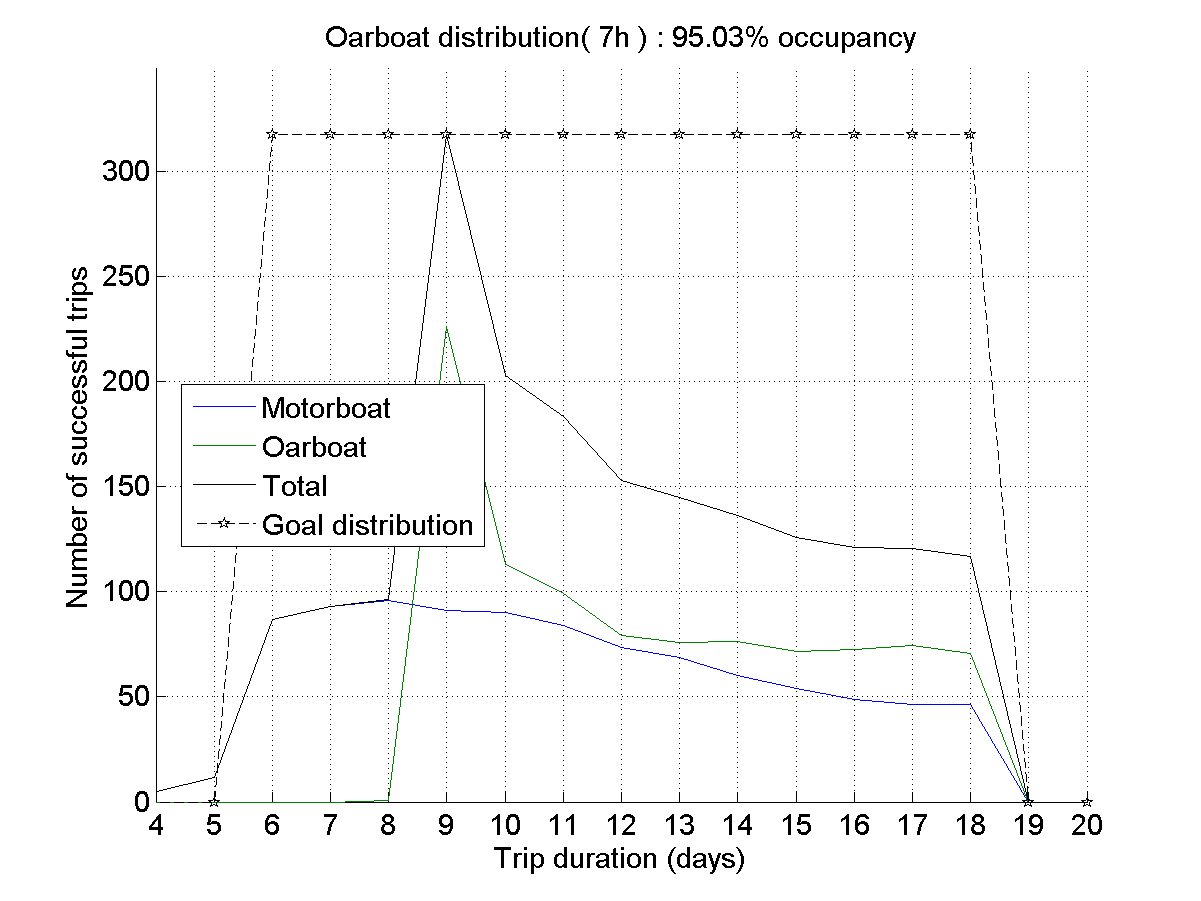 Oarboat distribution( 7h ) : 95.03% occupancy
Number of successful trips
300
250
200
150
100
50
0
Motorboat
Oarboat
Total
Goal distribution
4 5 6 7 8 9 10 11 12 13 14 15 16 17 18 19 20
Trip duration (days)